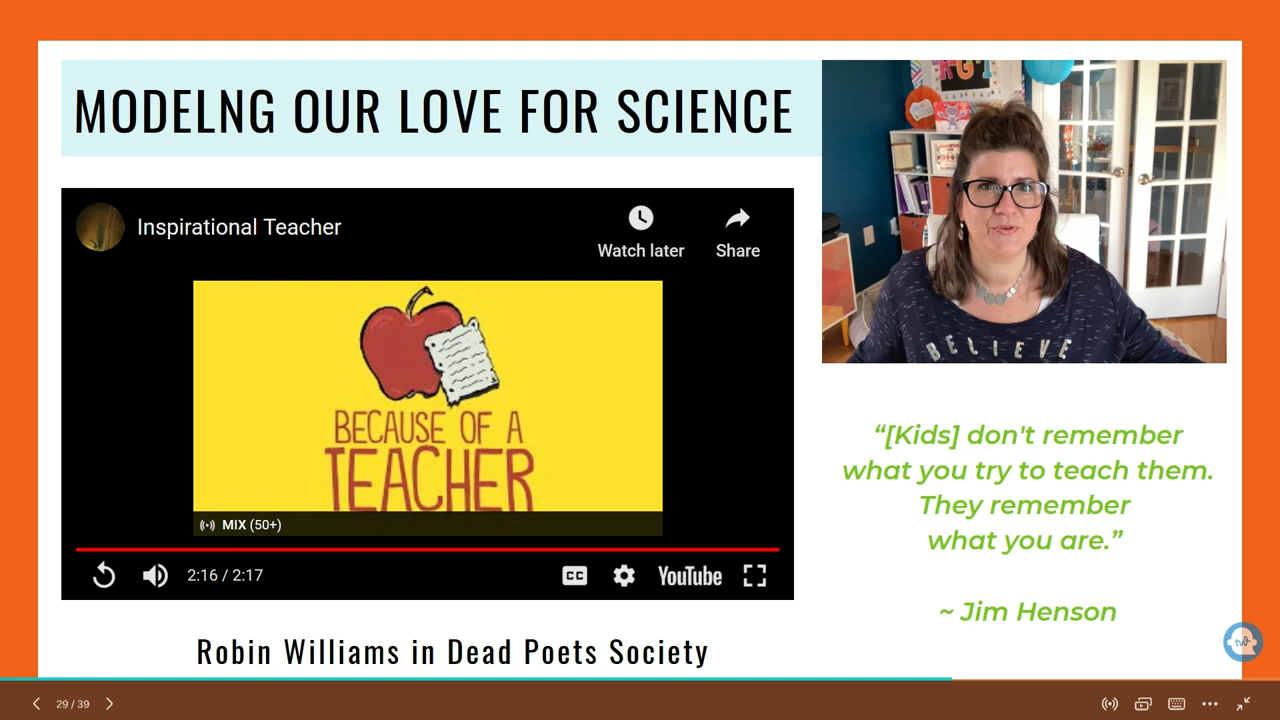 MODELNG OUR LOVE FOR SCIENCE
Inspirational Teacher
Watch later
Share
BECAUSE OF A
TEACHER
MIX (50+)
2:16 / 2:17
CC
YouTube
Robin Williams in Dead Poets Society
BELIEVE
“[Kids] don't remember
what you try to teach them.
They remember
what you are.”
~ Jim Henson
tw
29 / 39